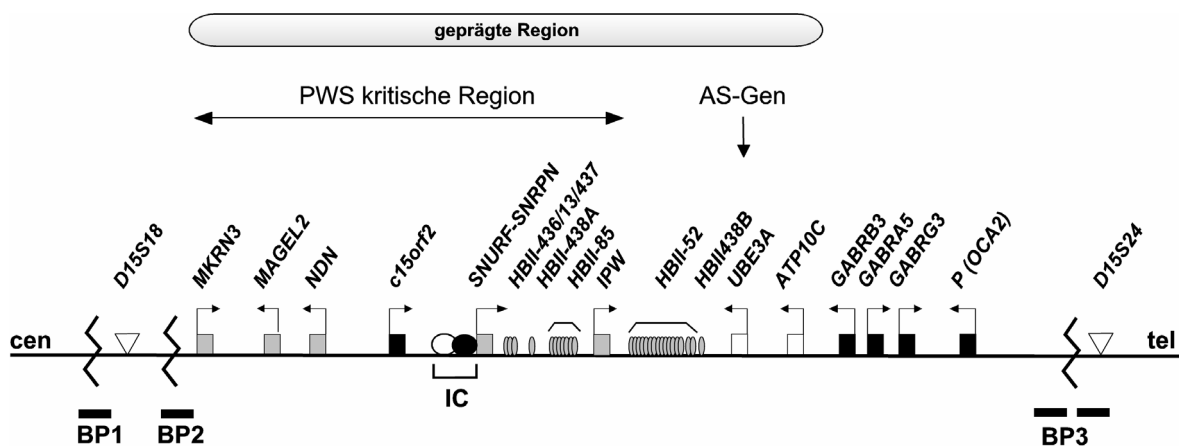 geprägte Region
PWS kritische Region
AS-Gen
D15S18
MKRN3
MAGEL2
NDN
c15orf2
SNURF-SNRPN
HBII-436/13/437
HBII-438A
HBII-85
IPW
HBII-52
HBII438B
UBE3A
ATP10C
GABRB3
GABRA5
GABRG3
P (OCA2)
D15S24
cen
tel
IC
BP1
BP2
BP3